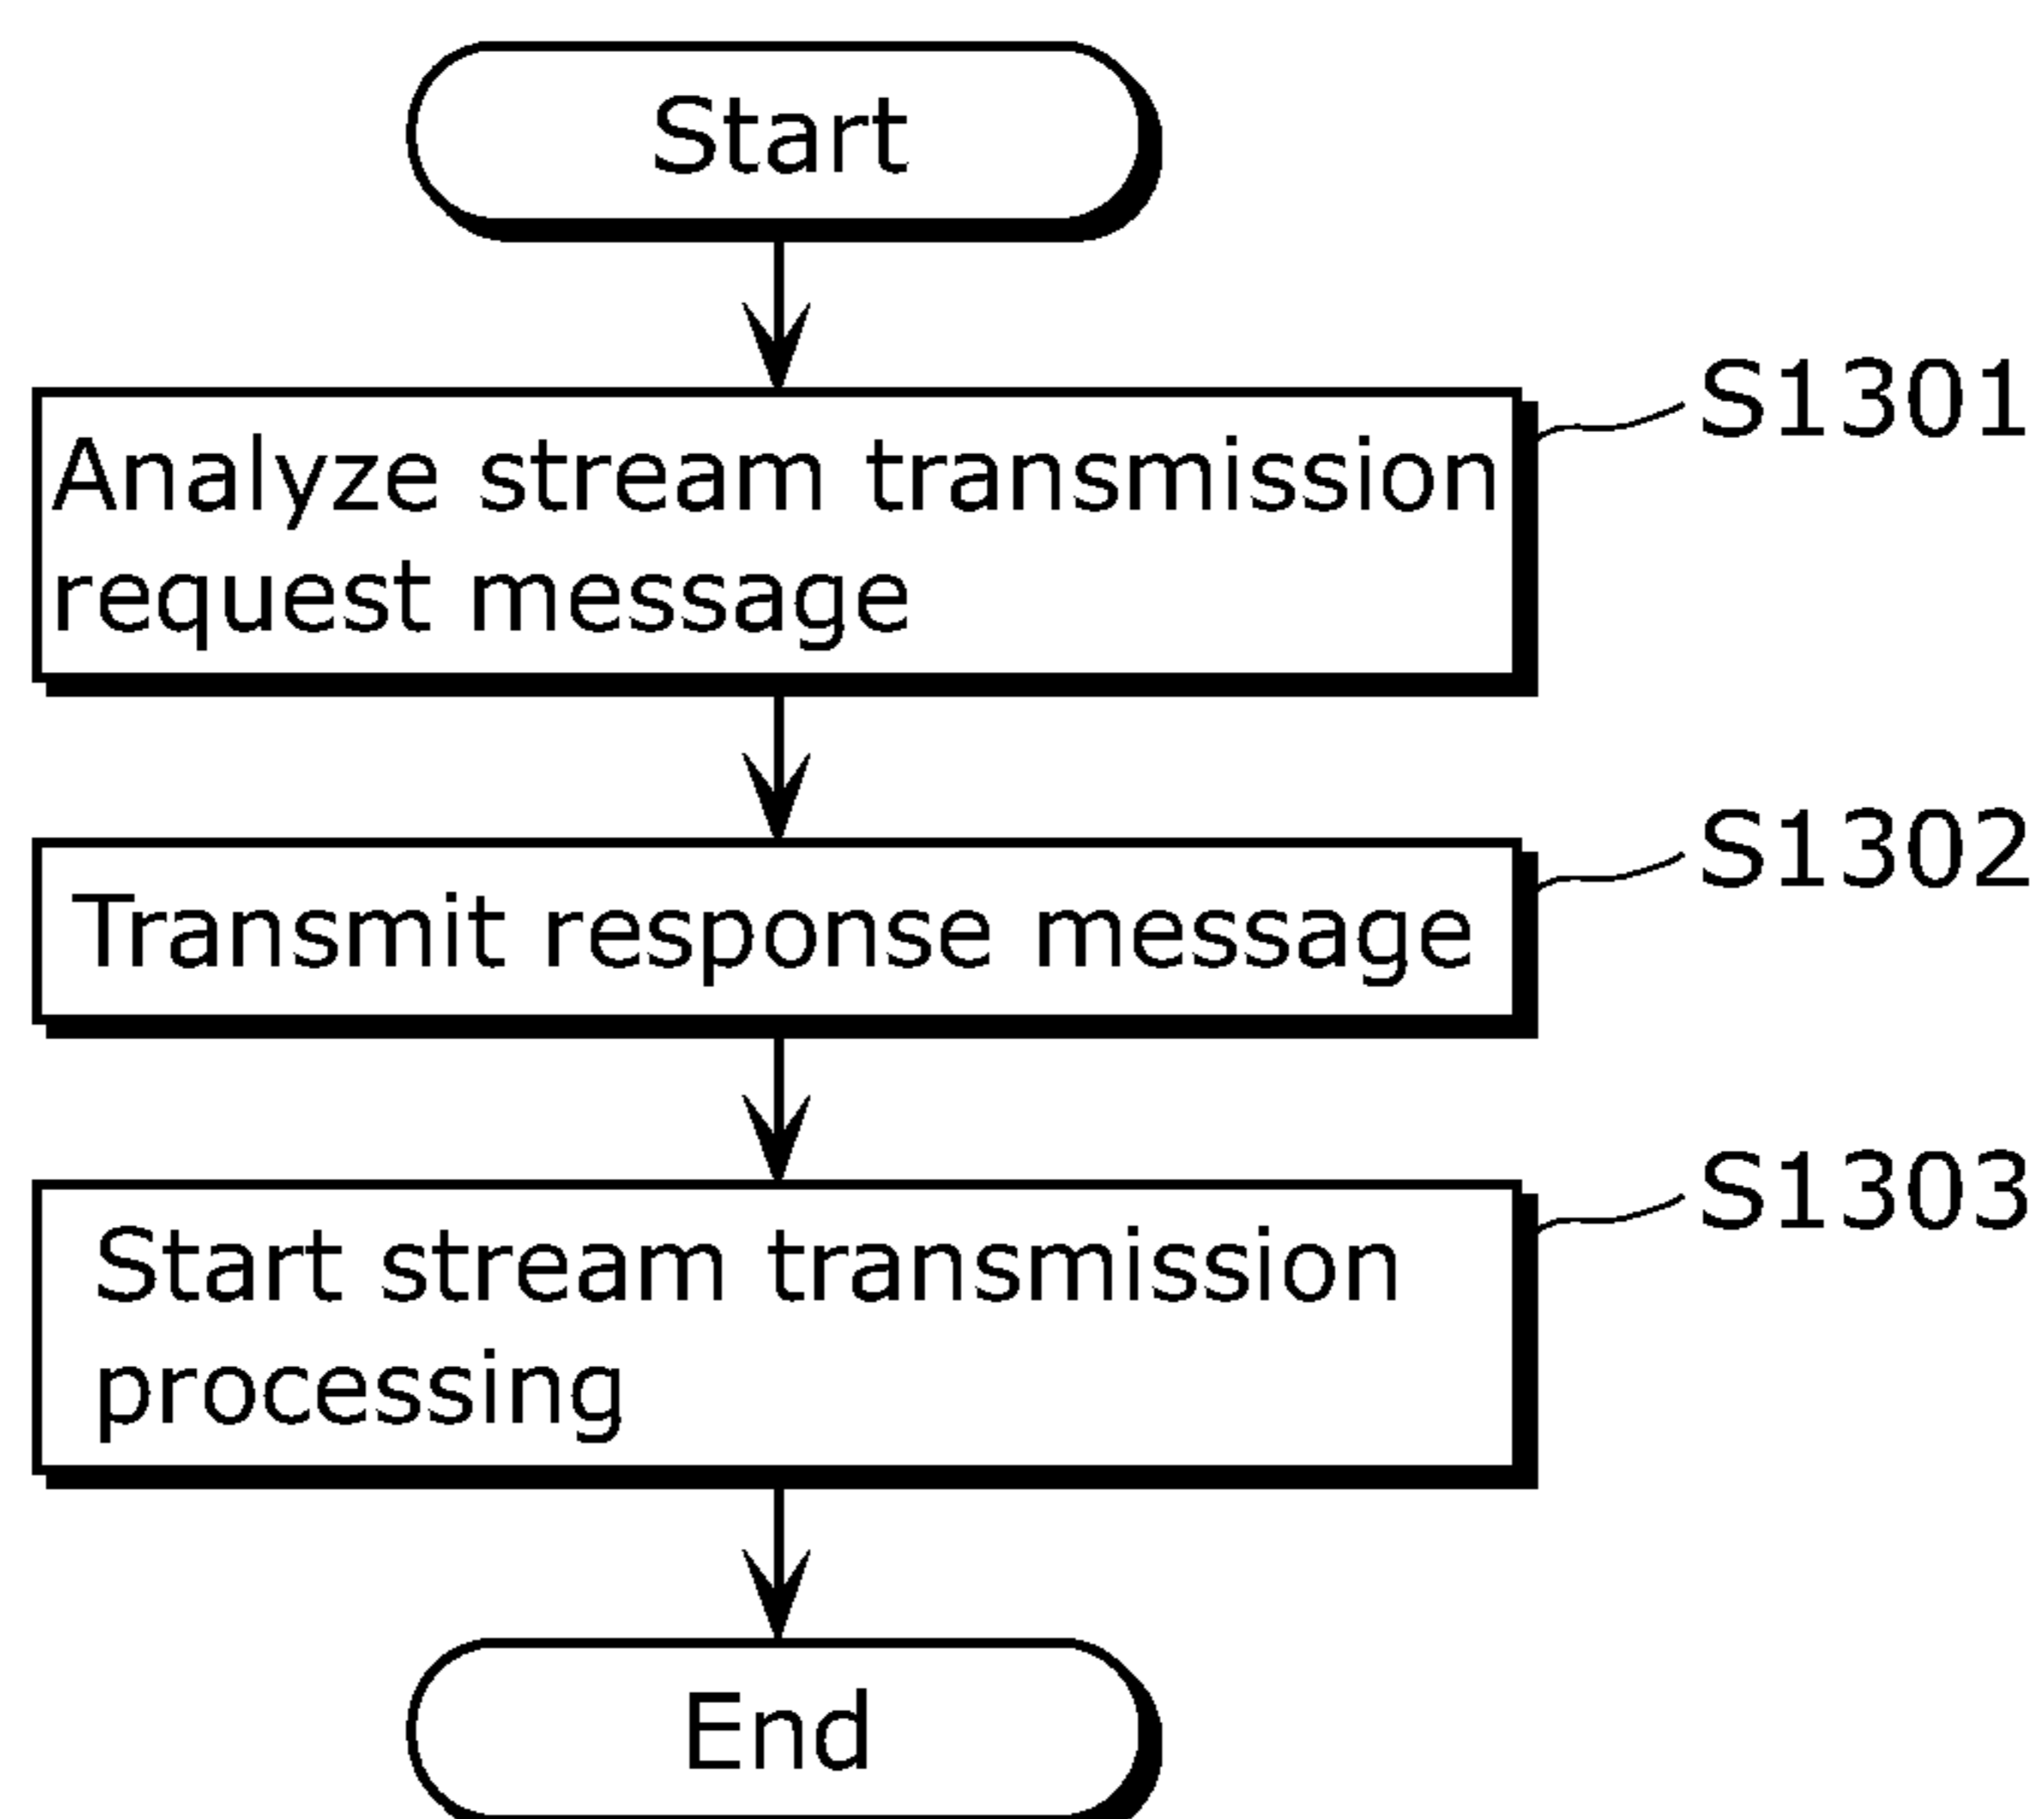 Start
S1301
Analyze stream transmission
request message
S1302
Transmit response message
S1303
Start stream transmission
processing
End